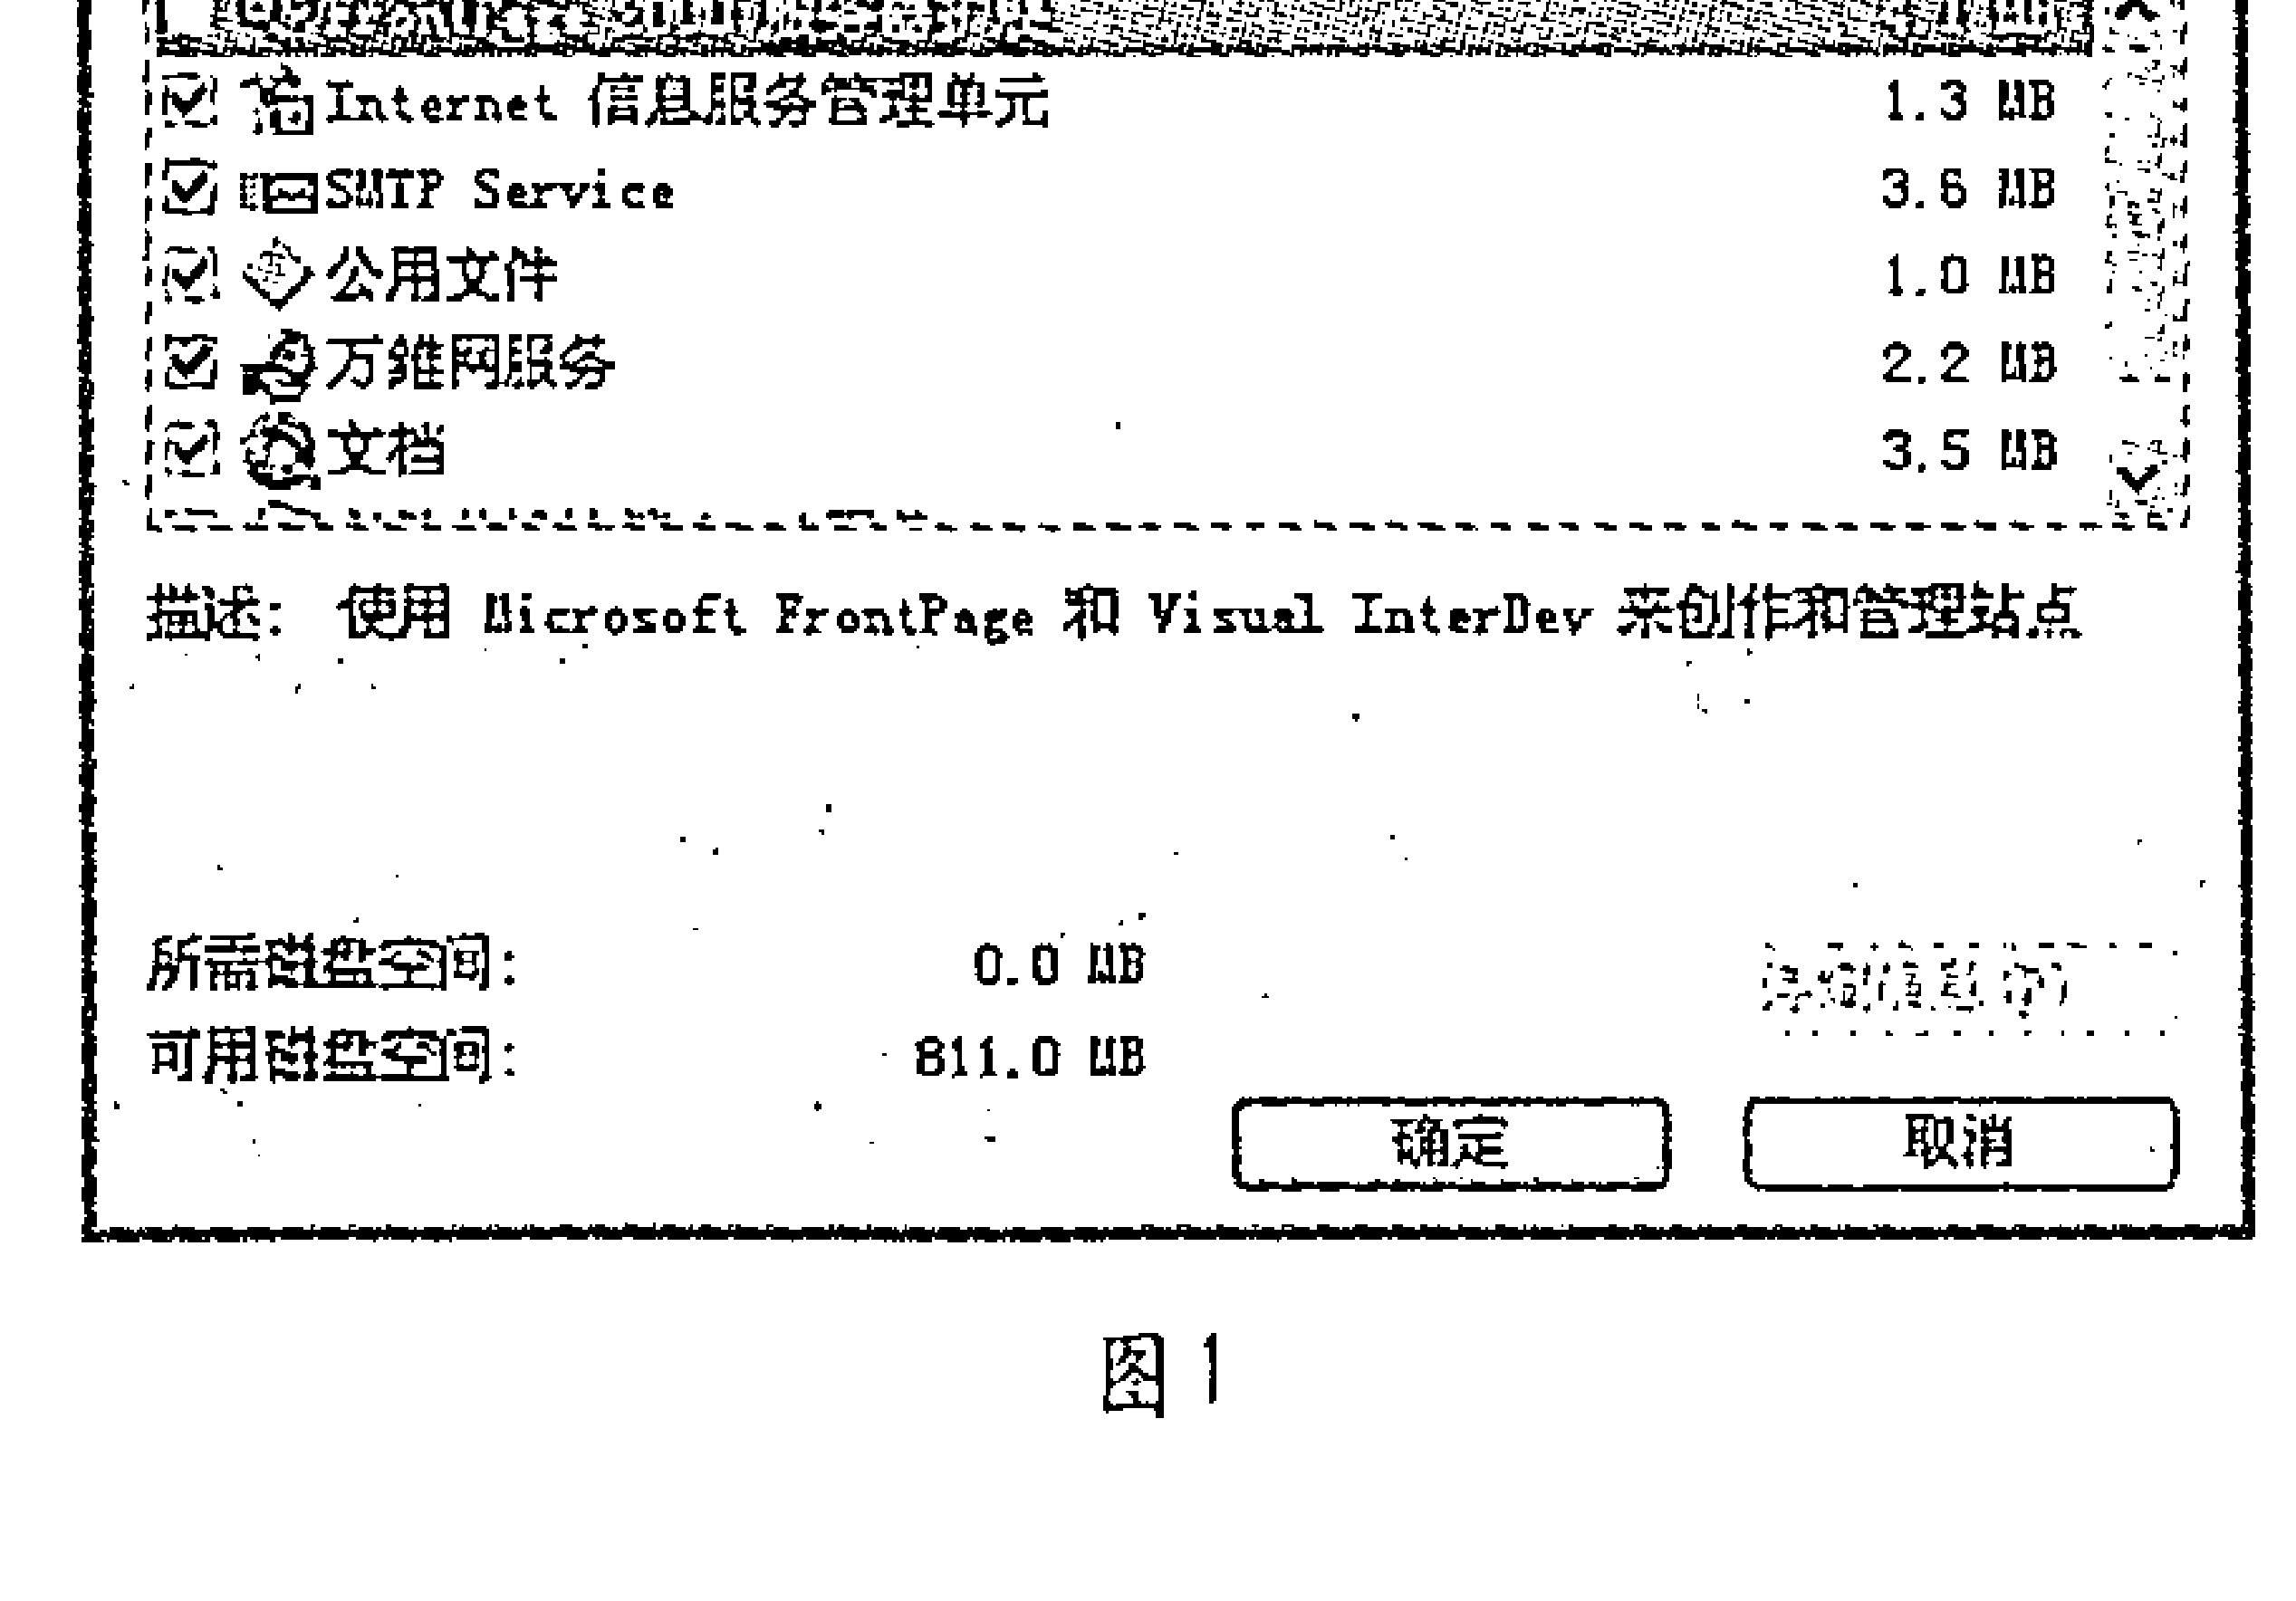 Internet 信息服务管理单元 1.3 MB
SMTP Service 3.6 MB
公用文件 1.0 MB
万维网服务 2.2 MB
文档 3.5 MB
描述: 使用 Microsoft FrontPage 和 Visual InterDev 来创作和管理站点
所需磁盘空间: 0.0 MB
可用磁盘空间: 811.0 MB
确定 取消
图 1